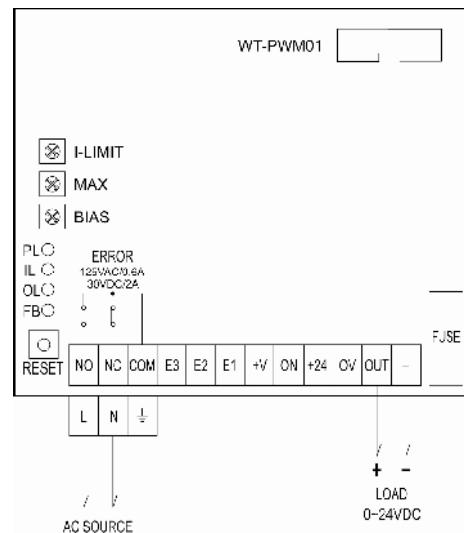 WT-PWM01
I-LIMIT
MAX
BIAS
PL
IL
OL
FB
ERROR
125VAC/0.6A
30VDC/2A
RESET
FUSE
NO NC COM E3 E2 E1 +V ON +24 OV OUT -
L N ⏚
+ -
LOAD
0~24VDC
AC SOURCE